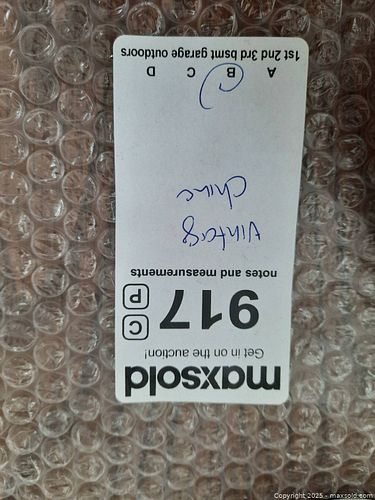 maxsold
Get in on the auction!
917 C P
notes and measurements
vintage
China
A B C D
1st 2nd 3rd bsmt garage outdoors
Copyright 2025 - maxsold.com